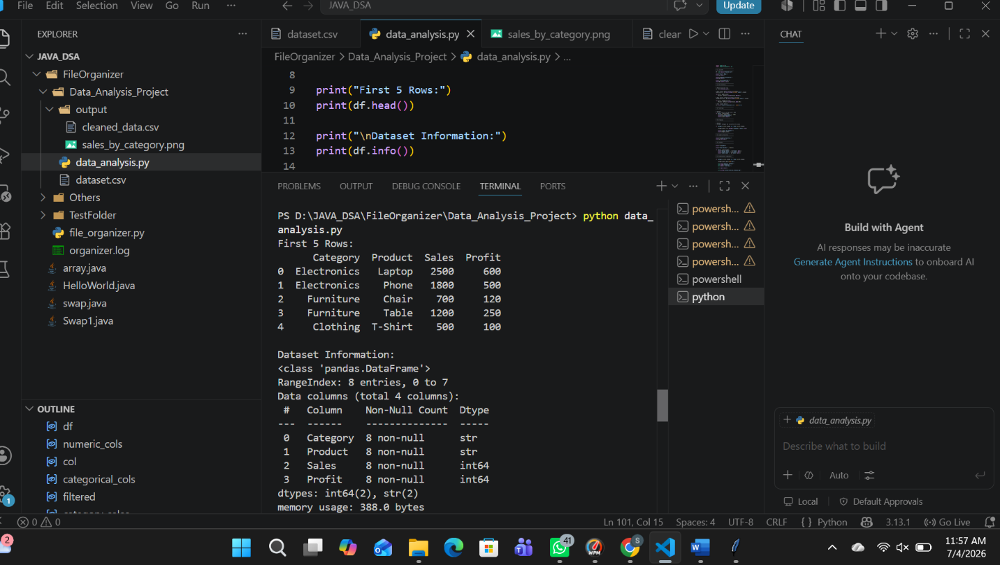 File Edit Selection View Go Run ··· JAVA_DSA Update
EXPLORER ···
JAVA_DSA
FileOrganizer
Data_Analysis_Project
output
cleaned_data.csv
sales_by_category.png
data_analysis.py
dataset.csv
Others
TestFolder
file_organizer.py
organizer.log
array.java
HelloWorld.java
swap.java
Swap1.java
OUTLINE
df
numeric_cols
col
categorical_cols
filtered
category_sales
1
dataset.csv data_analysis.py sales_by_category.png clear
FileOrganizer > Data_Analysis_Project > data_analysis.py > ...
8
9 print("First 5 Rows:")
10 print(df.head())
11
12 print("\nDataset Information:")
13 print(df.info())
14
PROBLEMS OUTPUT DEBUG CONSOLE TERMINAL PORTS
PS D:\JAVA_DSA\FileOrganizer\Data_Analysis_Project> python data_
analysis.py
First 5 Rows:
Category Product Sales Profit
0 Electronics Laptop 2500 600
1 Electronics Phone 1800 500
2 Furniture Chair 700 120
3 Furniture Table 1200 250
4 Clothing T-Shirt 500 100
Dataset Information:
<class 'pandas.DataFrame'>
RangeIndex: 8 entries, 0 to 7
Data columns (total 4 columns):
# Column Non-Null Count Dtype
--- ------ -------------- -----
0 Category 8 non-null str
1 Product 8 non-null str
2 Sales 8 non-null int64
3 Profit 8 non-null int64
dtypes: int64(2), str(2)
memory usage: 388.0 bytes
powersh...
powersh...
powersh...
powersh...
powershell
python
CHAT
Build with Agent
AI responses may be inaccurate
Generate Agent Instructions to onboard AI
onto your codebase.
data_analysis.py
Describe what to build
Auto
Local Default Approvals
0 0 Ln 101, Col 15 Spaces: 4 UTF-8 CRLF { } Python 3.13.1 Go Live
2
41
WPM
S
W
11:57 AM
7/4/2026